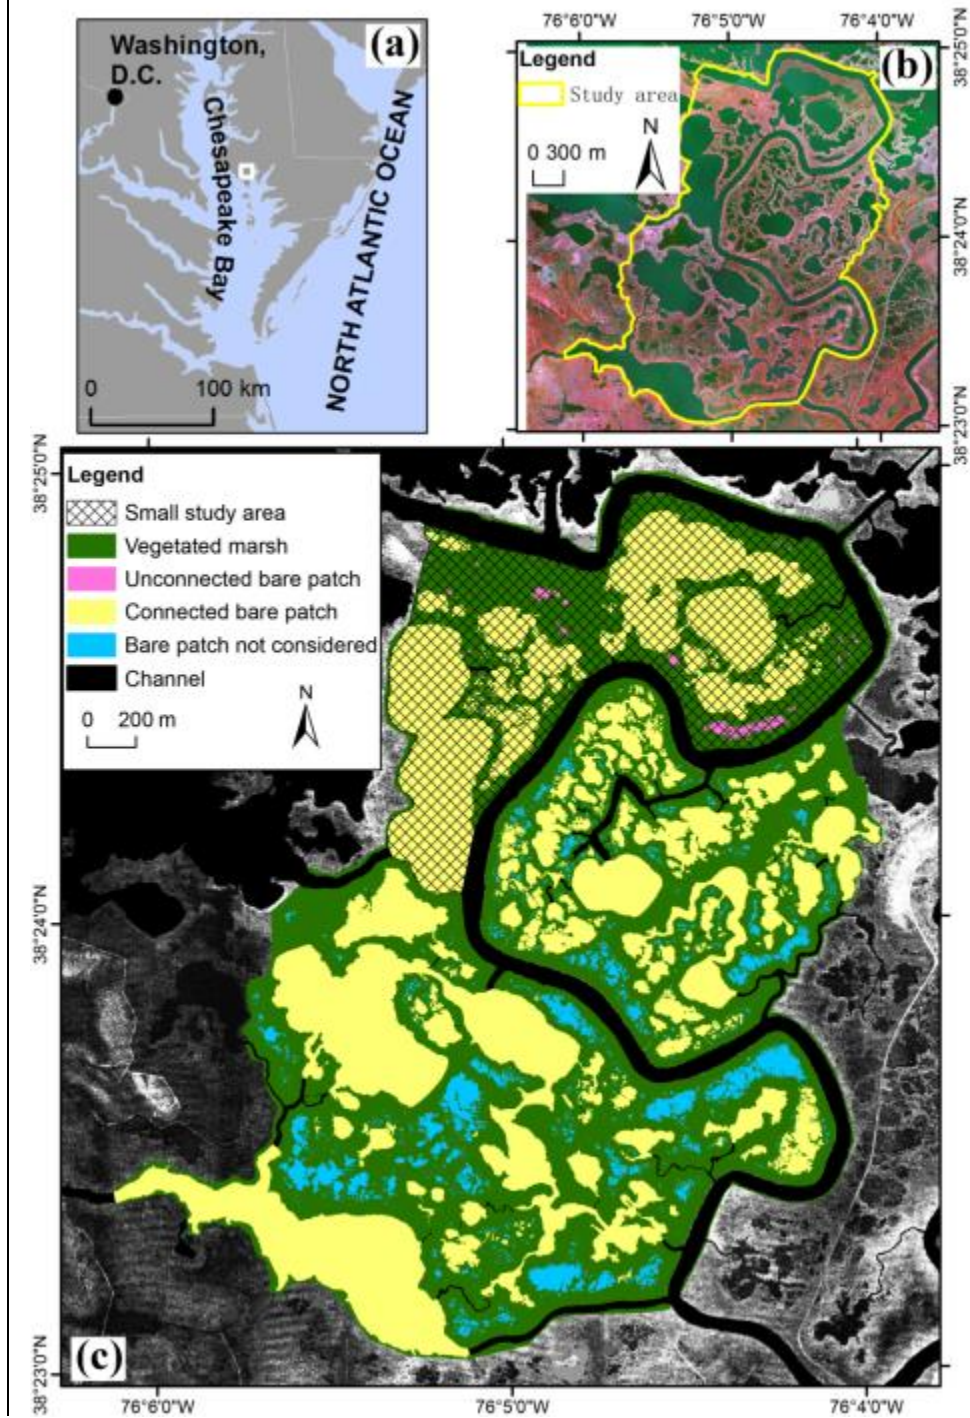 Washington,
D.C.
(a)
Chesapeake Bay
NORTH ATLANTIC OCEAN
0 100 km
76°6'0"W 76°5'0"W 76°4'0"W
Legend
Study area
(b)
N
0 300 m
38°25'0"N
38°24'0"N
38°23'0"N
38°25'0"N
38°24'0"N
38°23'0"N
Legend
Small study area
Vegetated marsh
Unconnected bare patch
Connected bare patch
Bare patch not considered
Channel
N
0 200 m
(c)
76°6'0"W 76°5'0"W 76°4'0"W